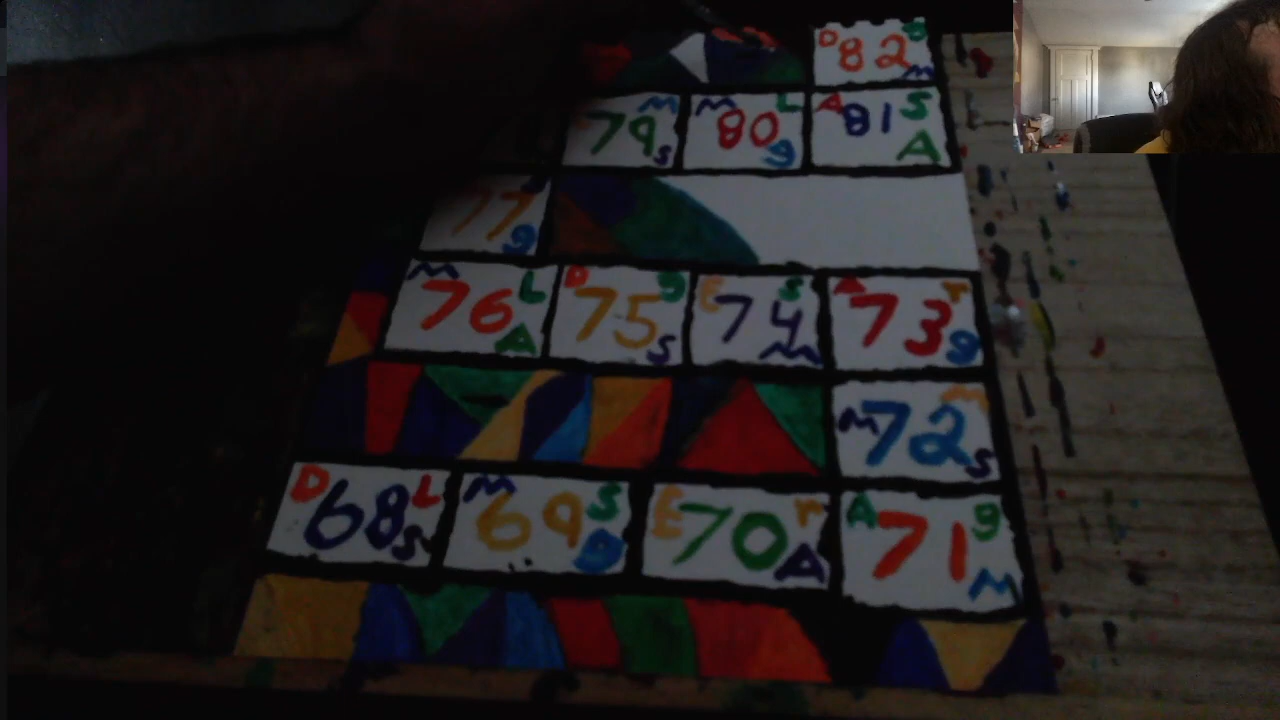 D 82 S m
79 m s
m 80 L g
A 81 S A
77 g
m 76 L A
D 75 g s
E 74 s m
A 73 r g
m 72 m s
D 68 L s
m 69 S g
E 70 r A
A 71 g m